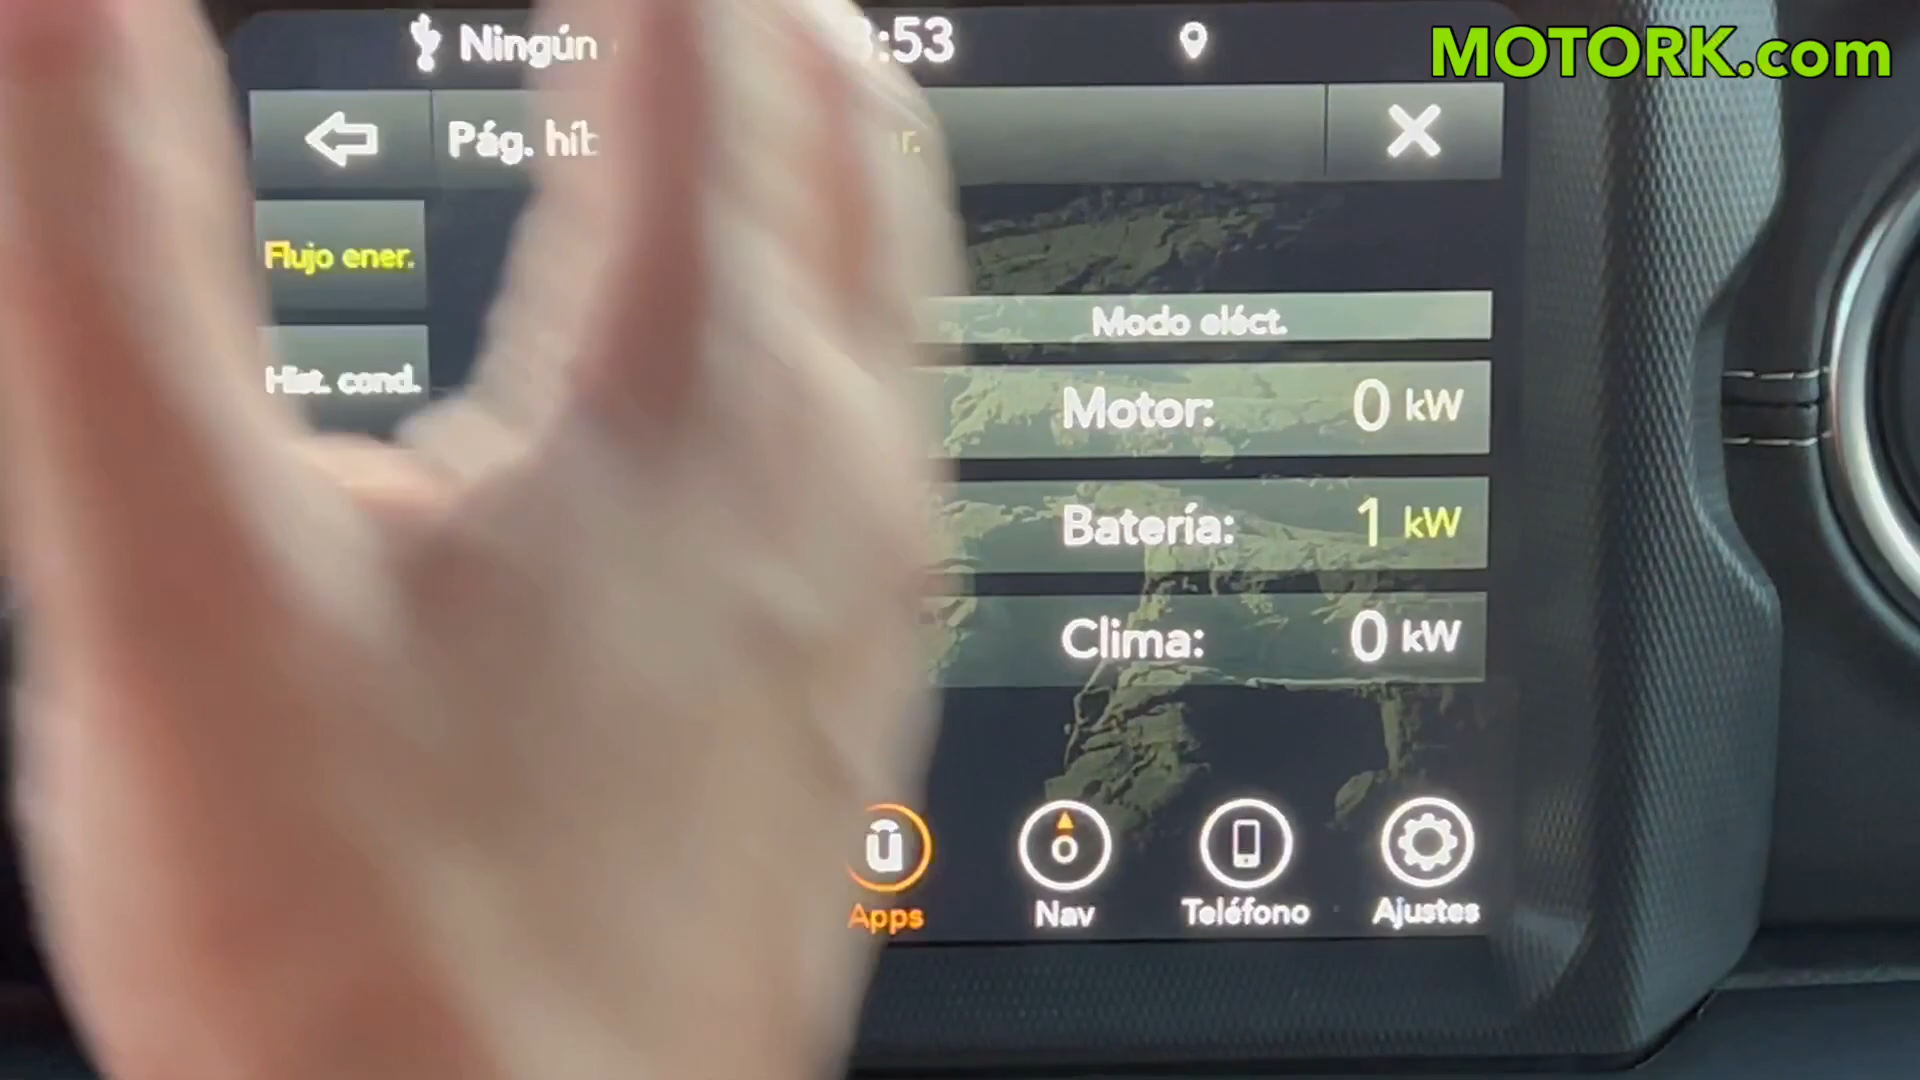 MOTORK.com
Ningún :53
Pág. híb
Flujo ener.
Modo eléct.
Hist. cond.
Motor: 0 kW
Batería: 1 kW
Clima: 0 kW
Apps Nav Teléfono Ajustes